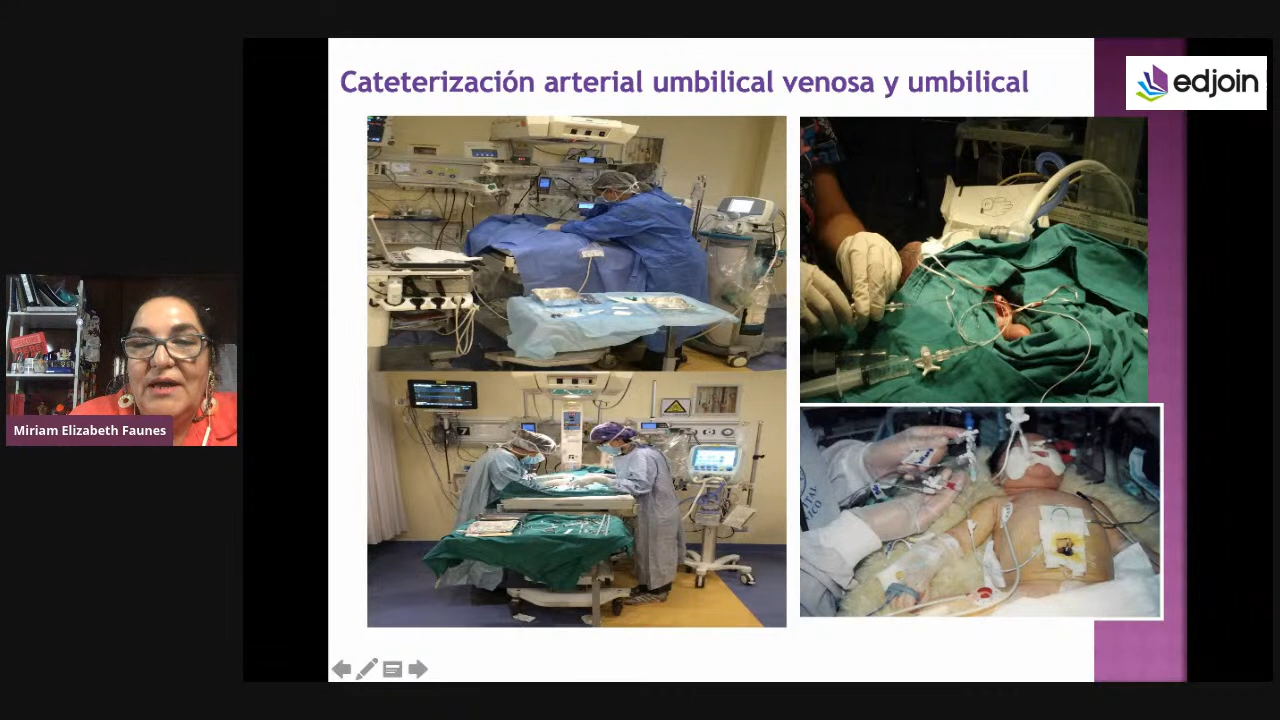 Cateterización arterial umbilical venosa y umbilical
edjoin
Miriam Elizabeth Faunes